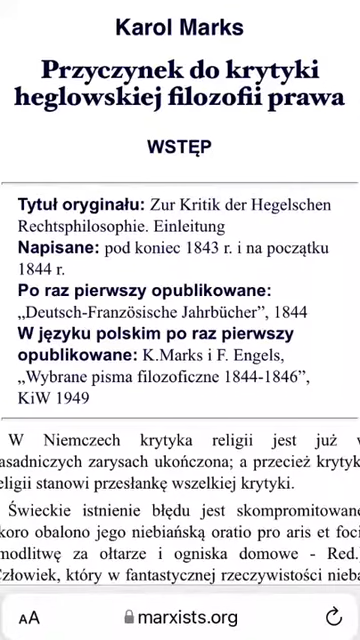 Karol Marks
Przyczynek do krytyki
heglowskiej filozofii prawa
WSTĘP
Tytuł oryginału: Zur Kritik der Hegelschen
Rechtsphilosophie. Einleitung
Napisane: pod koniec 1843 r. i na początku
1844 r.
Po raz pierwszy opublikowane:
„Deutsch-Französische Jahrbücher”, 1844
W języku polskim po raz pierwszy
opublikowane: K.Marks i F. Engels,
„Wybrane pisma filozoficzne 1844-1846”,
KiW 1949
W Niemczech krytyka religii jest już w
asadniczych zarysach ukończona; a przecież krytyk
eligii stanowi przesłankę wszelkiej krytyki.
Świeckie istnienie błędu jest skompromitowane
koro obalono jego niebiańską oratio pro aris et foci
modlitwę za ołtarze i ogniska domowe - Red.
Człowiek, który w fantastycznej rzeczywistości nieba
AA
marxists.org